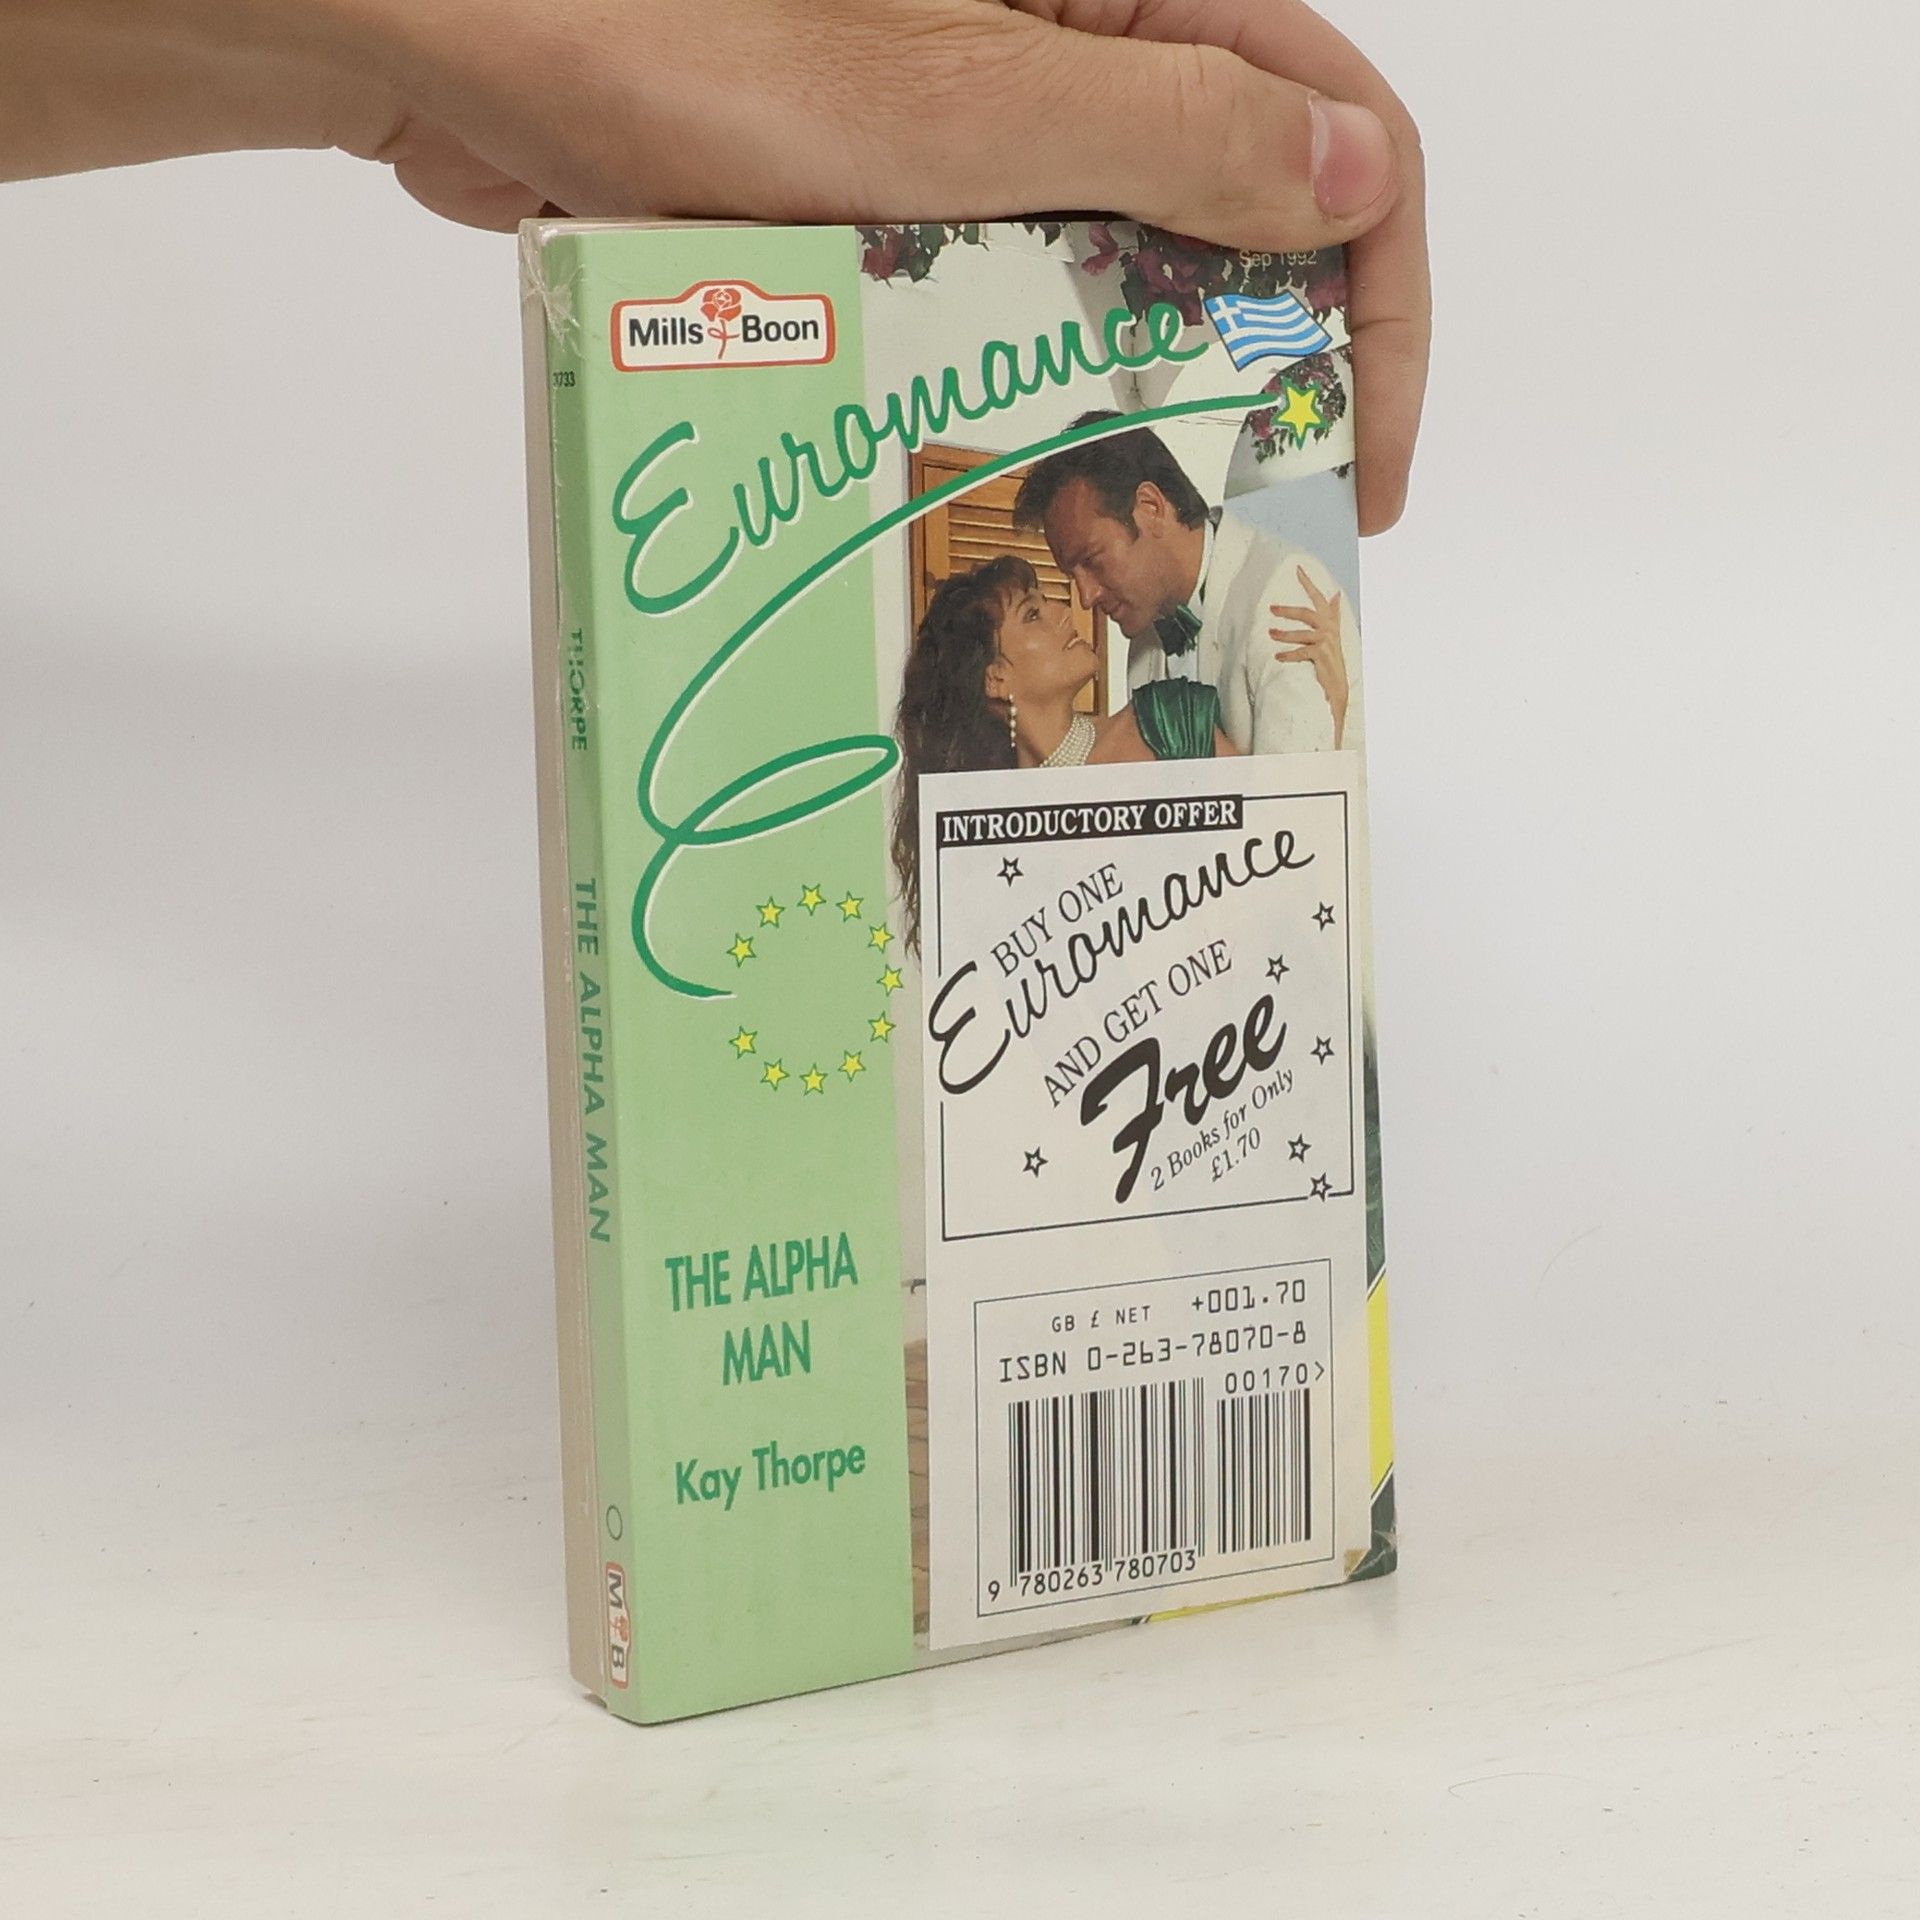 Sep 1992
Mills & Boon
Euromance
3733
THORPE
THE ALPHA MAN
M B
THE ALPHA
MAN
Kay Thorpe
INTRODUCTORY OFFER
BUY ONE
Euromance
AND GET ONE
Free
2 Books for Only
£1.70
GB £ NET +001.70
ISBN 0-263-78070-8
00170>
9 780263 780703